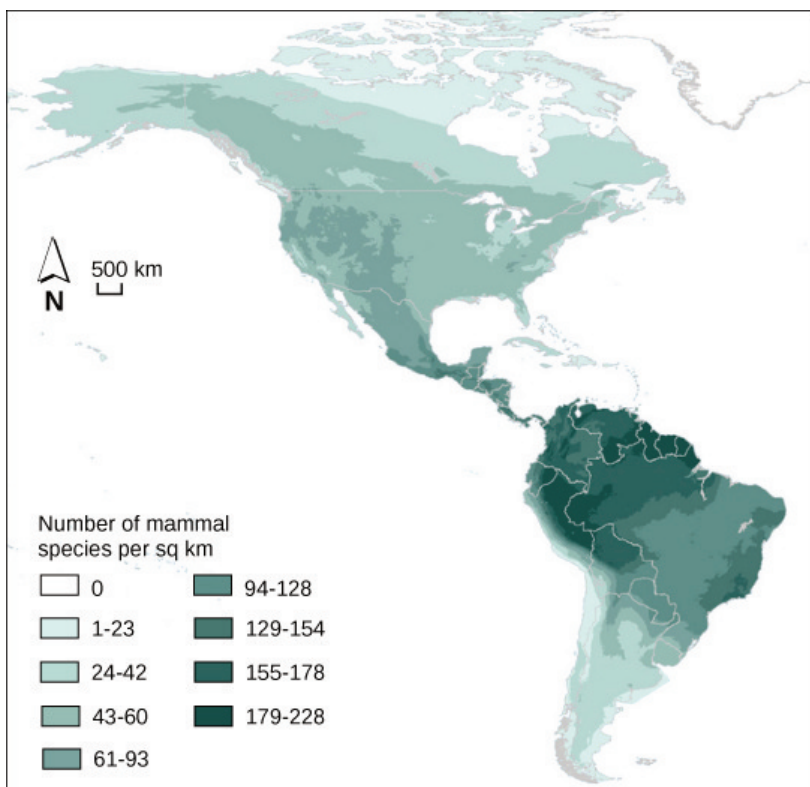 500 km
N
Number of mammal
species per sq km
0
1-23
24-42
43-60
61-93
94-128
129-154
155-178
179-228